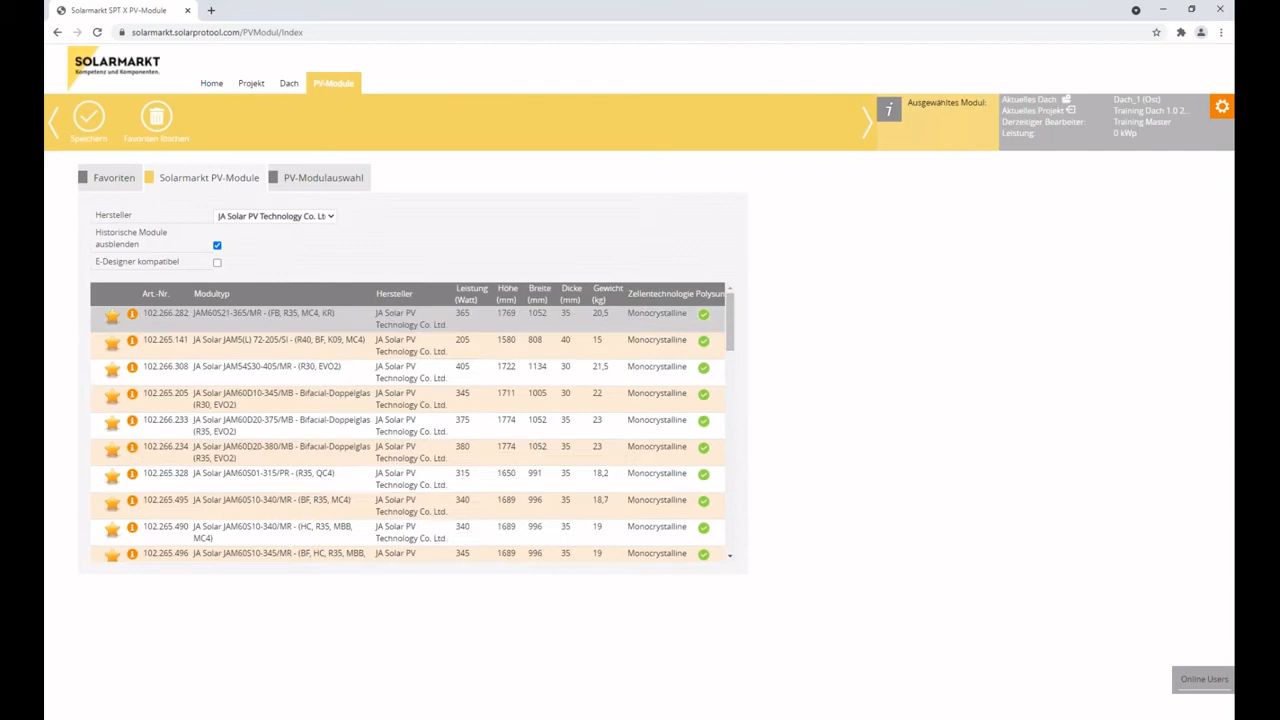 Solarmarkt SPT X PV-Module
solarmarkt.solarprotool.com/PVModul/Index
SOLARMARKT
Kompetenz und Komponenten.
Home Projekt Dach PV-Module
Speichern Favoriten löschen
Ausgewähltes Modul:
Aktuelles Dach Dach_1 (Ost)
Aktuelles Projekt Training Dach 1.0 2...
Derzeitiger Bearbeiter: Training Master
Leistung: 0 kWp
Favoriten Solarmarkt PV-Module PV-Modulauswahl
Hersteller JA Solar PV Technology Co. Lt
Historische Module
ausblenden
E-Designer kompatibel
Art.-Nr. Modultyp Hersteller Leistung (Watt) Höhe (mm) Breite (mm) Dicke (mm) Gewicht (kg) Zellentechnologie Polysun
102.266.282 JAM60S21-365/MR - (FB, R35, MC4, KR) JA Solar PV 365 1769 1052 35 20,5 Monocrystalline
Technology Co. Ltd.
102.265.141 JA Solar JAM5(L) 72-205/SI - (R40, BF, K09, MC4) JA Solar PV 205 1580 808 40 15 Monocrystalline
Technology Co. Ltd.
102.266.308 JA Solar JAM54S30-405/MR - (R30, EVO2) JA Solar PV 405 1722 1134 30 21,5 Monocrystalline
Technology Co. Ltd.
102.265.205 JA Solar JAM60D10-345/MB - Bifacial-Doppelglas JA Solar PV 345 1711 1005 30 22 Monocrystalline
(R30, EVO2) Technology Co. Ltd.
102.266.233 JA Solar JAM60D20-375/MB - Bifacial-Doppelglas JA Solar PV 375 1774 1052 35 23 Monocrystalline
(R35, EVO2) Technology Co. Ltd.
102.266.234 JA Solar JAM60D20-380/MB - Bifacial-Doppelglas JA Solar PV 380 1774 1052 35 23 Monocrystalline
(R35, EVO2) Technology Co. Ltd.
102.265.328 JA Solar JAM60S01-315/PR - (R35, QC4) JA Solar PV 315 1650 991 35 18,2 Monocrystalline
Technology Co. Ltd.
102.265.495 JA Solar JAM60S10-340/MR - (BF, R35, MC4) JA Solar PV 340 1689 996 35 18,7 Monocrystalline
Technology Co. Ltd.
102.265.490 JA Solar JAM60S10-340/MR - (HC, R35, MBB, JA Solar PV 340 1689 996 35 19 Monocrystalline
MC4) Technology Co. Ltd.
102.265.496 JA Solar JAM60S10-345/MR - (BF, HC, R35, MBB, JA Solar PV 345 1689 996 35 19 Monocrystalline
Online Users